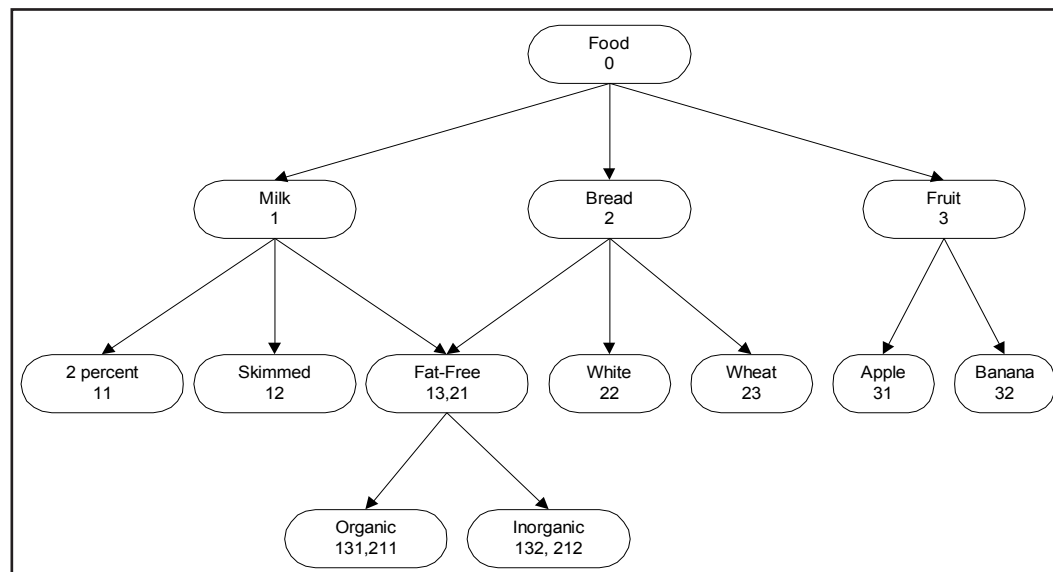 Food
0
Milk
1
Bread
2
Fruit
3
2 percent
11
Skimmed
12
Fat-Free
13,21
White
22
Wheat
23
Apple
31
Banana
32
Organic
131,211
Inorganic
132, 212